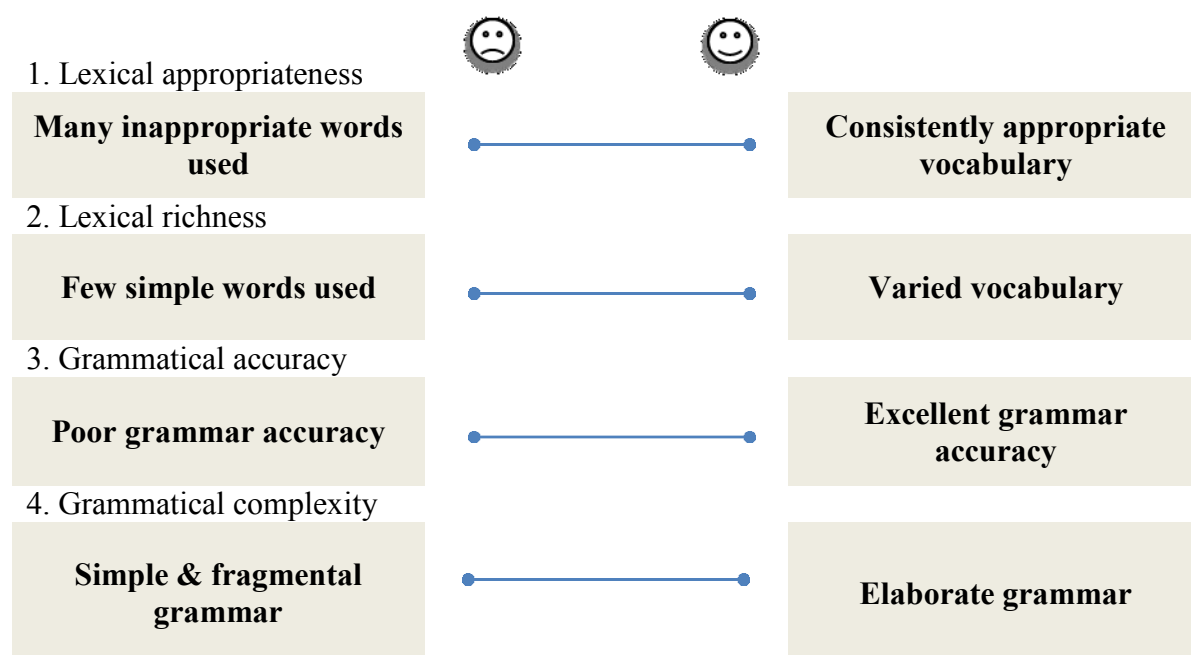 1. Lexical appropriateness
Many inappropriate words
used
Consistently appropriate
vocabulary
2. Lexical richness
Few simple words used
Varied vocabulary
3. Grammatical accuracy
Poor grammar accuracy
Excellent grammar
accuracy
4. Grammatical complexity
Simple & fragmental
grammar
Elaborate grammar